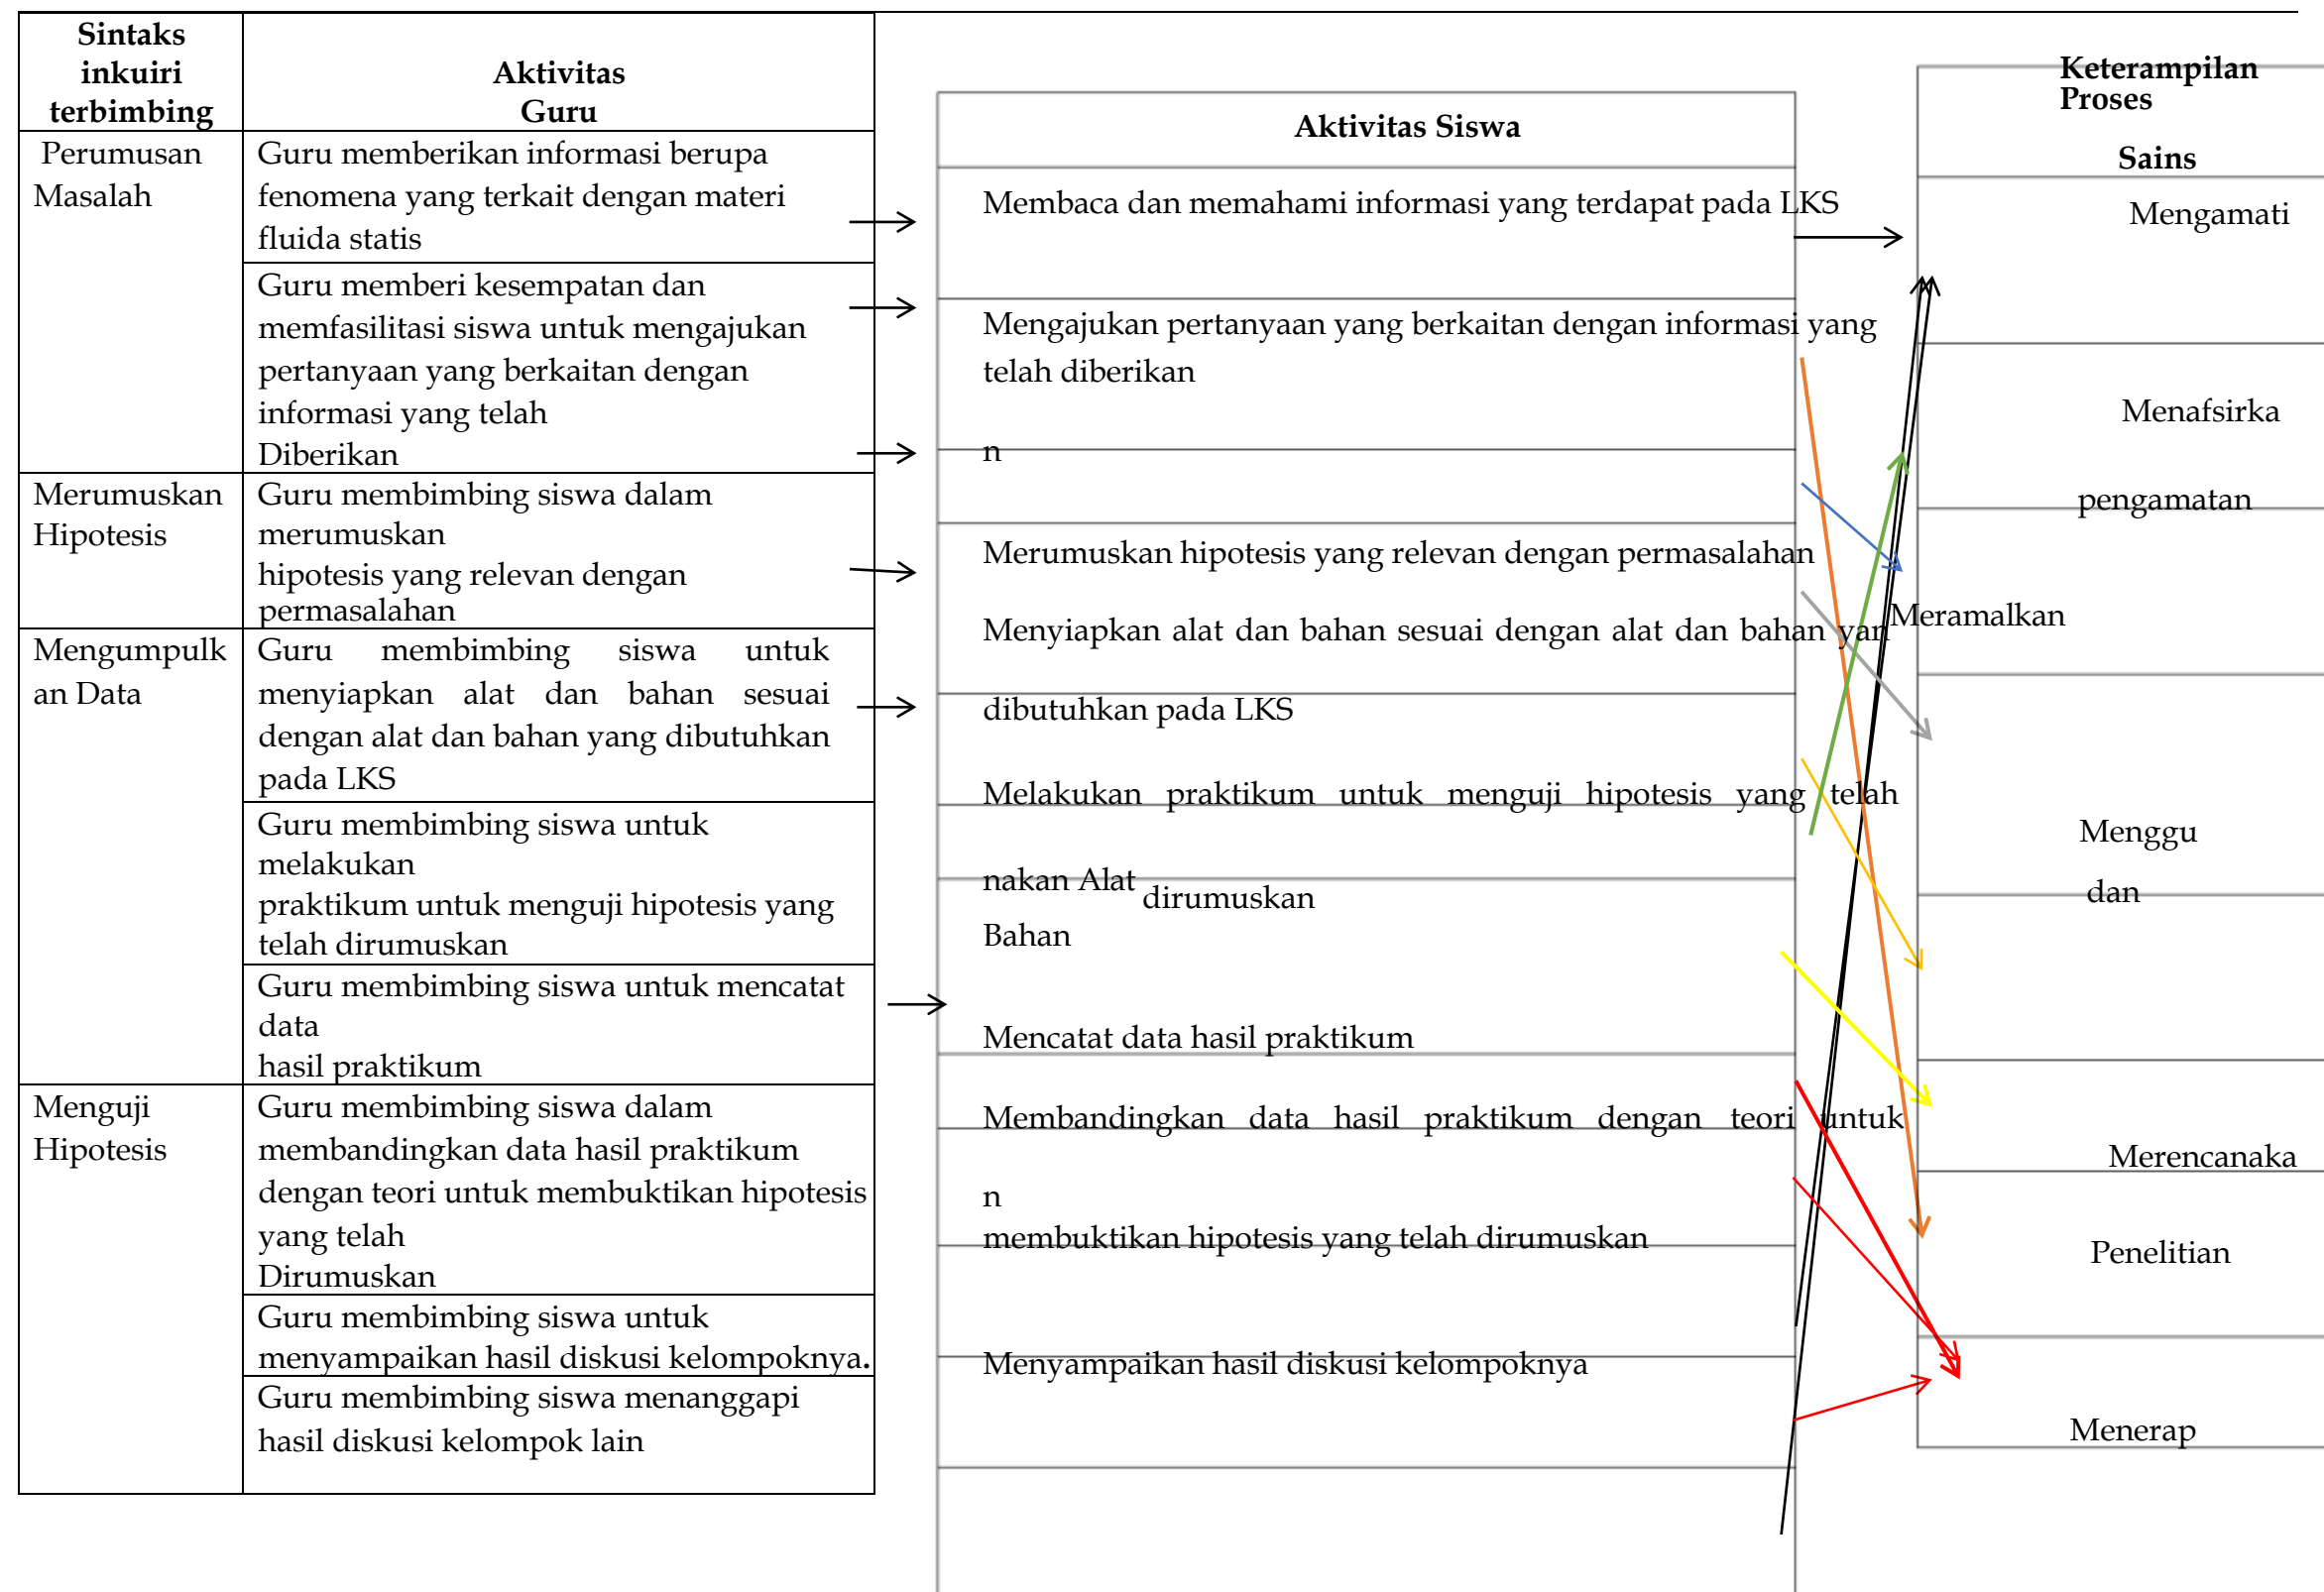 Sintaks
inkuiri
terbimbing
Aktivitas
Guru
Perumusan
Masalah
Guru memberikan informasi berupa
fenomena yang terkait dengan materi
fluida statis
Guru memberi kesempatan dan
memfasilitasi siswa untuk mengajukan
pertanyaan yang berkaitan dengan
informasi yang telah
Diberikan
Merumuskan
Hipotesis
Guru membimbing siswa dalam
merumuskan
hipotesis yang relevan dengan
permasalahan
Mengumpulk
an Data
Guru membimbing siswa untuk
menyiapkan alat dan bahan sesuai
dengan alat dan bahan yang dibutuhkan
pada LKS
Guru membimbing siswa untuk
melakukan
praktikum untuk menguji hipotesis yang
telah dirumuskan
Guru membimbing siswa untuk mencatat
data
hasil praktikum
Menguji
Hipotesis
Guru membimbing siswa dalam
membandingkan data hasil praktikum
dengan teori untuk membuktikan hipotesis
yang telah
Dirumuskan
Guru membimbing siswa untuk
menyampaikan hasil diskusi kelompoknya.
Guru membimbing siswa menanggapi
hasil diskusi kelompok lain
Aktivitas Siswa
Membaca dan memahami informasi yang terdapat pada LKS
Mengajukan pertanyaan yang berkaitan dengan informasi yang
telah diberikan
n
Merumuskan hipotesis yang relevan dengan permasalahan
Menyiapkan alat dan bahan sesuai dengan alat dan bahan yan
dibutuhkan pada LKS
Melakukan praktikum untuk menguji hipotesis yang telah
nakan Alat
dirumuskan
Bahan
Mencatat data hasil praktikum
Membandingkan data hasil praktikum dengan teori untuk
n
membuktikan hipotesis yang telah dirumuskan
Menyampaikan hasil diskusi kelompoknya
Keterampilan
Proses
Sains
Mengamati
Menafsirka
pengamatan
Meramalkan
Menggu
dan
Merencanaka
Penelitian
Menerap